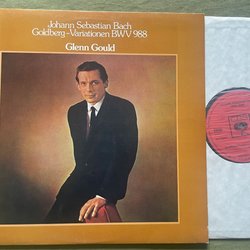 Johann Sebastian Bach
Goldberg-Variationen BWV 988
Glenn Gould